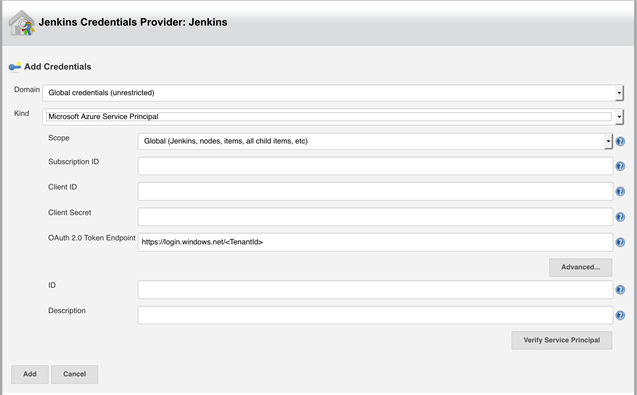 Jenkins Credentials Provider: Jenkins
Add Credentials
Domain Global credentials (unrestricted)
Kind Microsoft Azure Service Principal
Scope Global (Jenkins, nodes, items, all child items, etc)
Subscription ID
Client ID
Client Secret
OAuth 2.0 Token Endpoint https://login.windows.net/<TenantId>
Advanced...
ID
Description
Verify Service Principal
Add Cancel